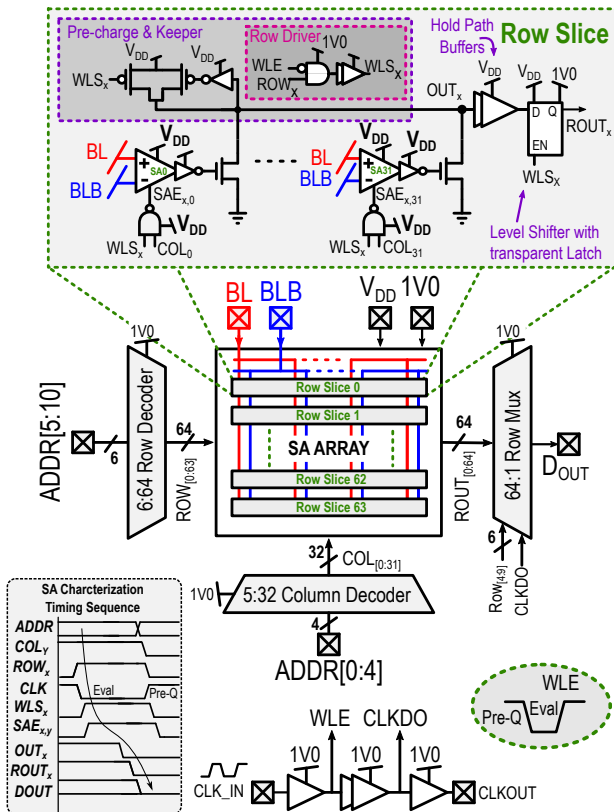 Pre-charge & Keeper
Row Driver
Hold Path
Buffers
Row Slice
VDD
VDD
1V0
WLSx
WLE
ROWx
WLSx
OUTx
VDD
VDD
1V0
D Q
EN
ROUTx
WLSx
BL
BLB
+
-
SA0
VDD
VDD
SAEx,0
VDD
WLSx COL0
BL
BLB
+
-
SA31
VDD
VDD
SAEx,31
VDD
WLSx COL31
Level Shifter with
transparent Latch
BL
BLB
VDD
1V0
1V0
1V0
ADDR[5:10]
6
6:64 Row Decoder
64
ROW[0:63]
Row Slice 0
Row Slice 1
SA ARRAY
Row Slice 62
Row Slice 63
64
ROUT[0:64]
64:1 Row Mux
DOUT
6
Row[4:9]
CLKDO
32
COL[0:31]
1V0
5:32 Column Decoder
4
ADDR[0:4]
SA Charcterization
Timing Sequence
ADDR
COLY
ROWx
CLK
Eval
Pre-Q
WLSx
SAEx,y
OUTx
ROUTx
DOUT
WLE
Pre-Q
Eval
WLE
CLKDO
1V0
1V0
1V0
CLK_IN
CLKOUT